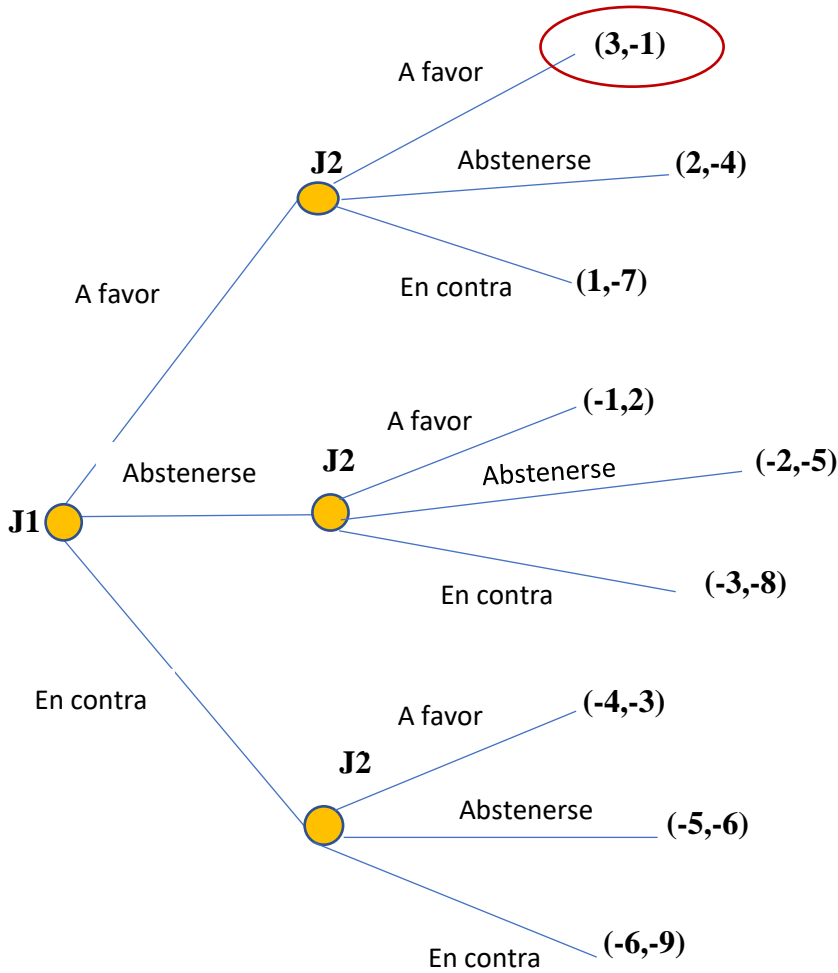 (3,-1)
A favor
J2
Abstenerse
(2,-4)
En contra
(1,-7)
A favor
A favor
(-1,2)
J2
Abstenerse
(-2,-5)
Abstenerse
J1
En contra
(-3,-8)
En contra
A favor
(-4,-3)
J2
Abstenerse
(-5,-6)
En contra
(-6,-9)